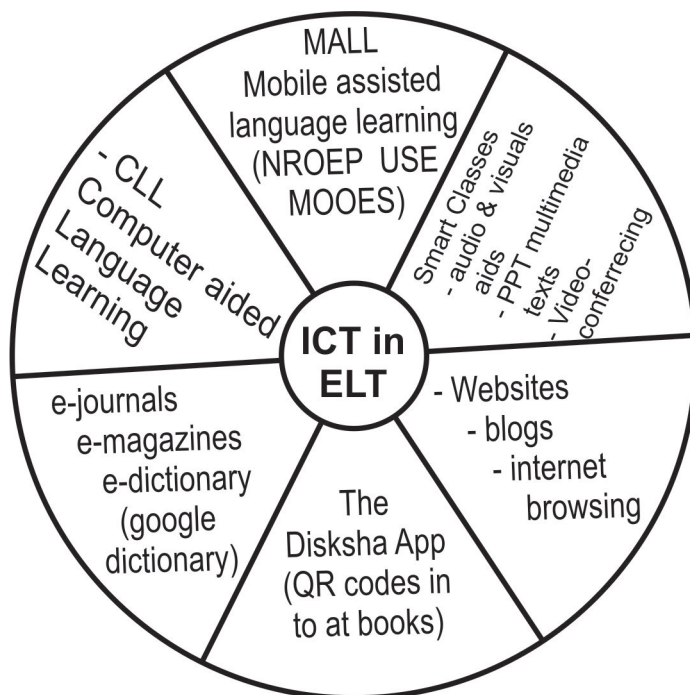 MALL
Mobile assisted
language learning
(NROEP USE
MOOES)
Smart Classes
- audio & visuals
aids
- PPT multimedia
texts
- Video-
conferrecing
- Websites
- blogs
- internet
browsing
The
Disksha App
(QR codes in
to at books)
e-journals
e-magazines
e-dictionary
(google
dictionary)
- CLL
Computer aided
Language
Learning
ICT in
ELT